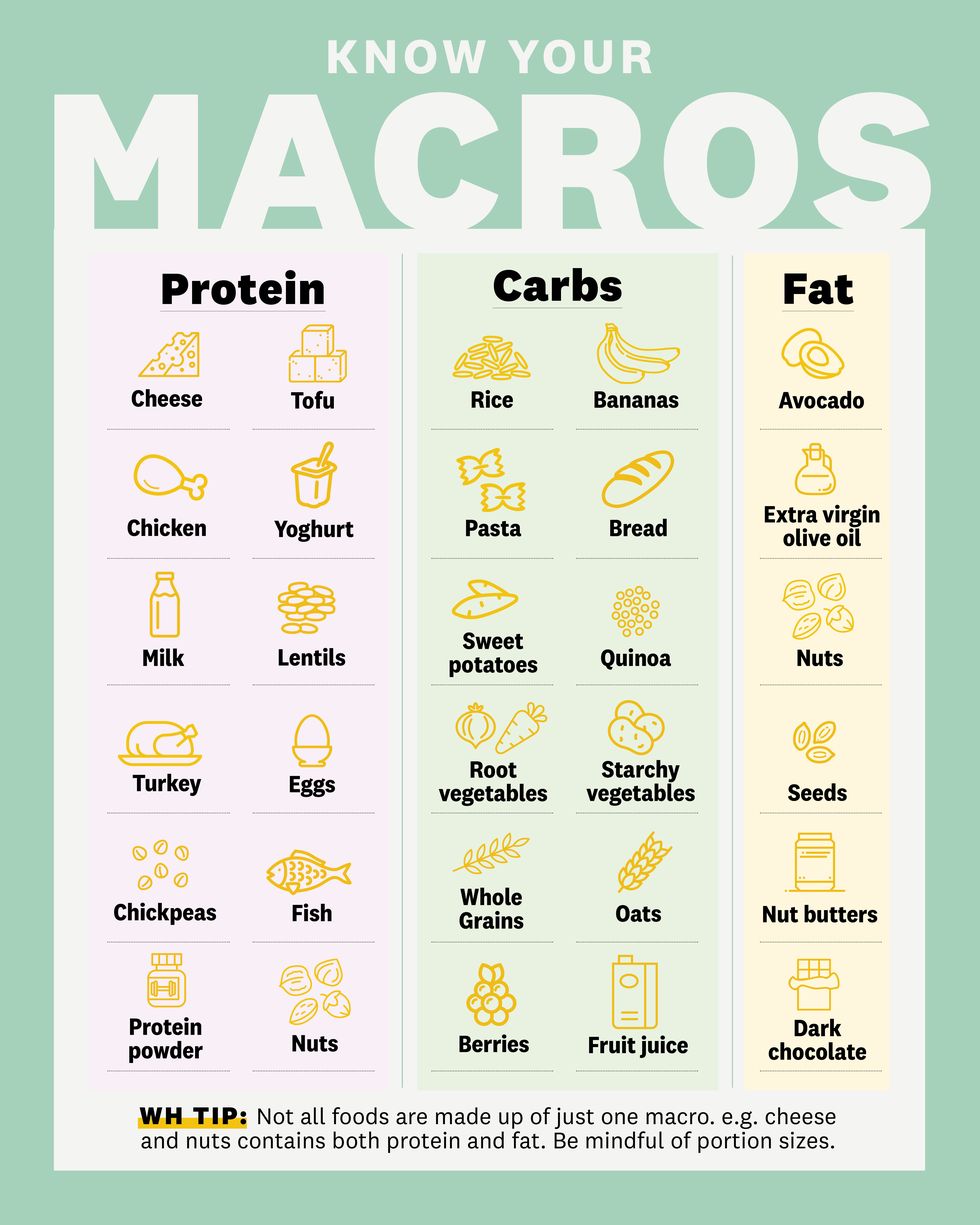 KNOW YOUR
MACROS
Protein
Cheese
Tofu
Chicken
Yoghurt
Milk
Lentils
Turkey
Eggs
Chickpeas
Fish
Protein
powder
Nuts
Carbs
Rice
Bananas
Pasta
Bread
Sweet
potatoes
Quinoa
Root
vegetables
Starchy
vegetables
Whole
Grains
Oats
Berries
Fruit juice
Fat
Avocado
Extra virgin
olive oil
Nuts
Seeds
Nut butters
Dark
chocolate
WH TIP: Not all foods are made up of just one macro. e.g. cheese
and nuts contains both protein and fat. Be mindful of portion sizes.